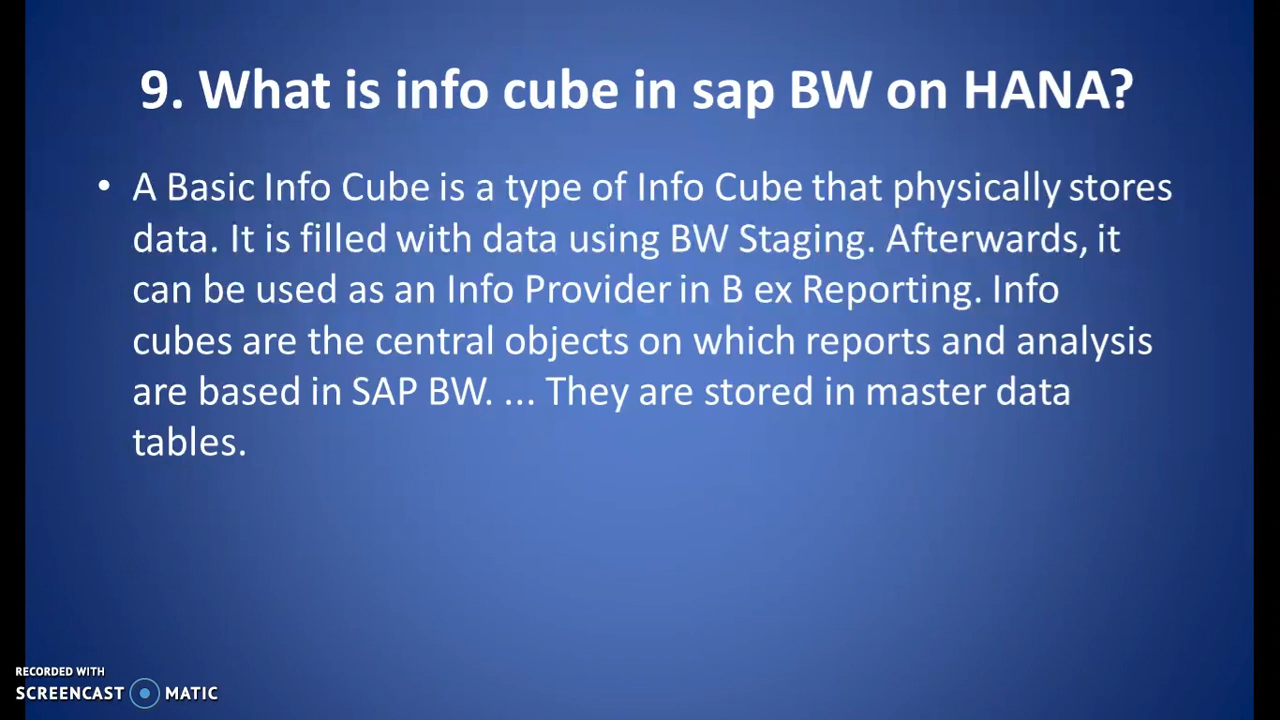 9. What is info cube in sap BW on HANA?
• A Basic Info Cube is a type of Info Cube that physically stores
data. It is filled with data using BW Staging. Afterwards, it
can be used as an Info Provider in B ex Reporting. Info
cubes are the central objects on which reports and analysis
are based in SAP BW. ... They are stored in master data
tables.
RECORDED WITH
SCREENCAST MATIC